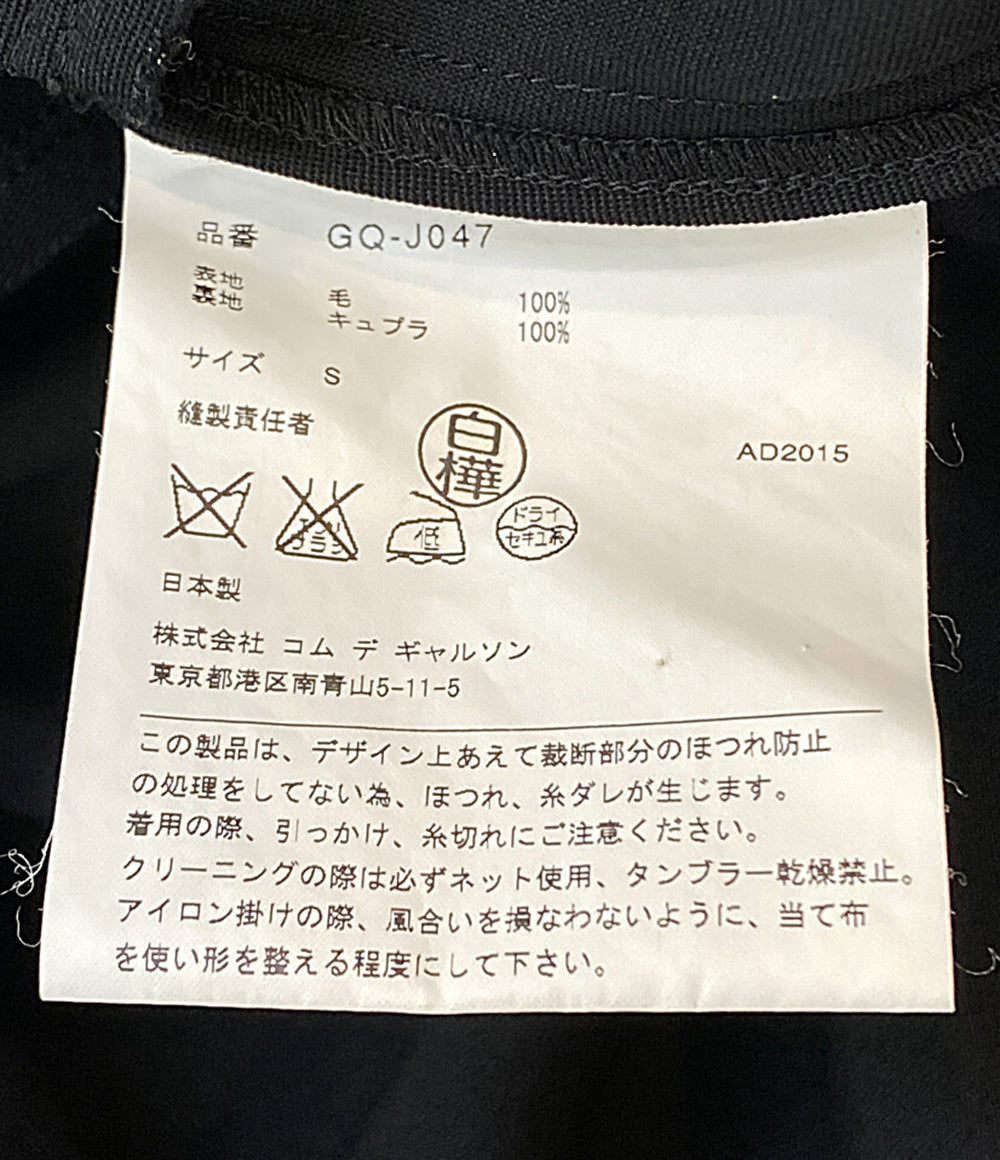 品番 GQ-J047
表地 毛 100%
裏地 キュプラ 100%
サイズ S
縫製責任者
白樺
AD2015
エンソ
サラシ
低
ドライ
セキユ系
日本製
株式会社 コム デ ギャルソン
東京都港区南青山5-11-5
この製品は、デザイン上あえて裁断部分のほつれ防止
の処理をしてない為、ほつれ、糸ダレが生じます。
着用の際、引っかけ、糸切れにご注意ください。
クリーニングの際は必ずネット使用、タンブラー乾燥禁止。
アイロン掛けの際、風合いを損なわないように、当て布
を使い形を整える程度にして下さい。